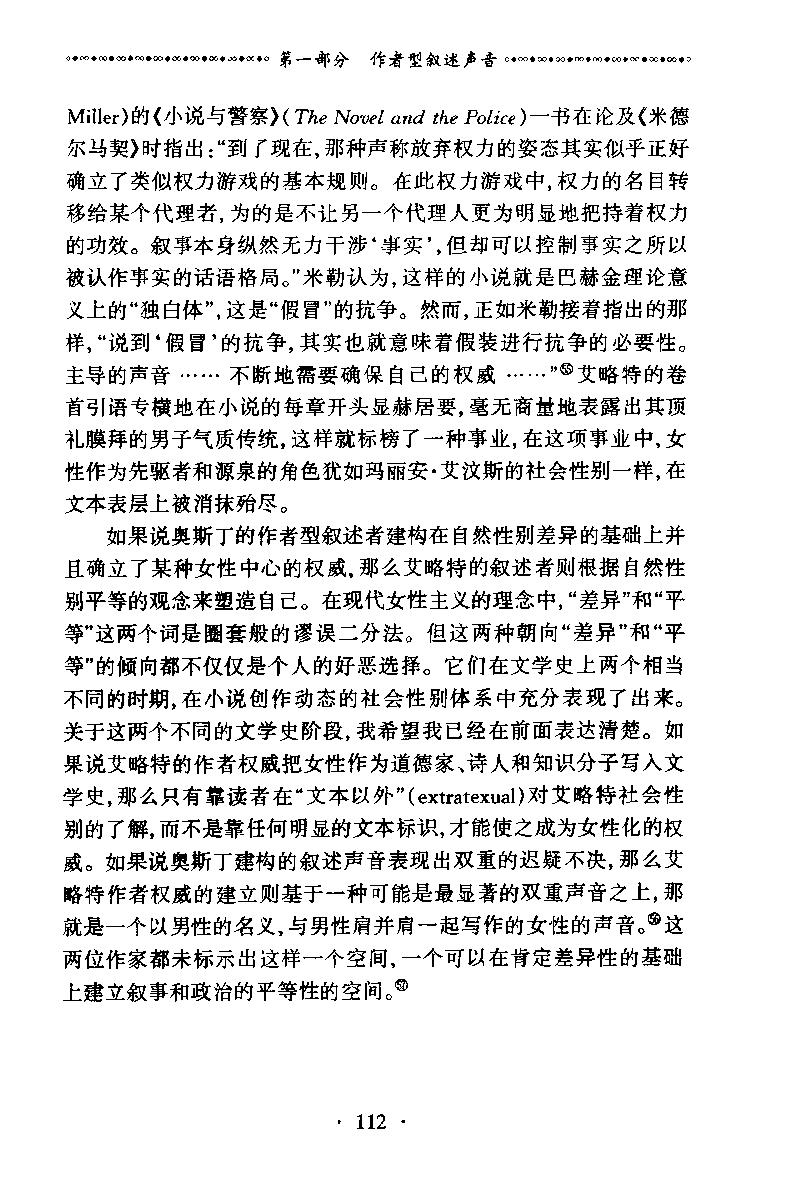 第一部分 作者型叙述声音
Miller)的《小说与警察》(The Novel and the Police)一书在论及《米德
尔马契》时指出:“到了现在,那种声称放弃权力的姿态其实似乎正好
确立了类似权力游戏的基本规则。在此权力游戏中,权力的名目转
移给某个代理者,为的是不让另一个代理人更为明显地把持着权力
的功效。叙事本身纵然无力干涉‘事实’,但却可以控制事实之所以
被认作事实的话语格局。”米勒认为,这样的小说就是巴赫金理论意
义上的“独白体”,这是“假冒”的抗争。然而,正如米勒接着指出的那
样,“说到‘假冒’的抗争,其实也就意味着假装进行抗争的必要性。
主导的声音……不断地需要确保自己的权威……”㉟艾略特的卷
首引语专横地在小说的每章开头显赫居要,毫无商量地表露出其顶
礼膜拜的男子气质传统,这样就标榜了一种事业,在这项事业中,女
性作为先驱者和源泉的角色犹如玛丽安·艾汶斯的社会性别一样,在
文本表层上被消抹殆尽。
如果说奥斯丁的作者型叙述者建构在自然性别差异的基础上并
且确立了某种女性中心的权威,那么艾略特的叙述者则根据自然性
别平等的观念来塑造自己。在现代女性主义的理念中,“差异”和“平
等”这两个词是圈套般的谬误二分法。但这两种朝向“差异”和“平
等”的倾向都不仅仅是个人的好恶选择。它们在文学史上两个相当
不同的时期,在小说创作动态的社会性别体系中充分表现了出来。
关于这两个不同的文学史阶段,我希望我已经在前面表达清楚。如
果说艾略特的作者权威把女性作为道德家、诗人和知识分子写入文
学史,那么只有靠读者在“文本以外”(extratexual)对艾略特社会性
别的了解,而不是靠任何明显的文本标识,才能使之成为女性化的权
威。如果说奥斯丁建构的叙述声音表现出双重的迟疑不决,那么艾
略特作者权威的建立则基于一种可能是最显著的双重声音之上,那
就是一个以男性的名义,与男性肩并肩一起写作的女性的声音。这
两位作家都未标示出这样一个空间,一个可以在肯定差异性的基础
上建立叙事和政治的平等性的空间。
· 112 ·